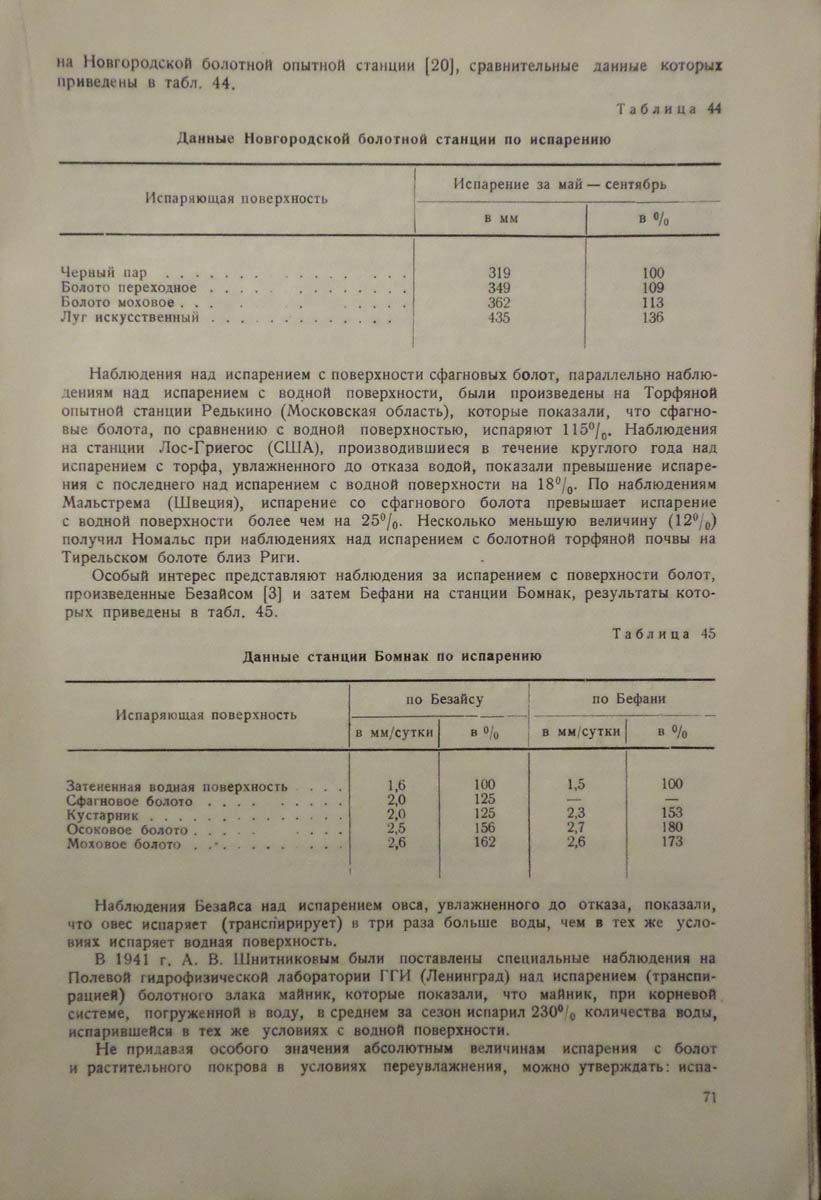 на Новгородской болотной опытной станции [20], сравнительные данные которых
приведены в табл. 44.
Таблица 44
Данные Новгородской болотной станции по испарению
Испаряющая поверхность
Испарение за май — сентябрь
в мм
в %
Черный пар . . . . . . . . . . . . . . 319 100
Болото переходное . . . . . . . . . . . . 349 109
Болото моховое . . . . . . . . . . 362 113
Луг искусственный . . . . . . . . . . . . 435 136
Наблюдения над испарением с поверхности сфагновых болот, параллельно наблю-
дениям над испарением с водной поверхности, были произведены на Торфяной
опытной станции Редькино (Московская область), которые показали, что сфагно-
вые болота, по сравнению с водной поверхностью, испаряют 115%. Наблюдения
на станции Лос-Гриегос (США), производившиеся в течение круглого года над
испарением с торфа, увлажненного до отказа водой, показали превышение испаре-
ния с последнего над испарением с водной поверхности на 18%. По наблюдениям
Мальстрема (Швеция), испарение со сфагнового болота превышает испарение
с водной поверхности более чем на 25%. Несколько меньшую величину (12%)
получил Номальс при наблюдениях над испарением с болотной торфяной почвы на
Тирельском болоте близ Риги.
Особый интерес представляют наблюдения за испарением с поверхности болот,
произведенные Безайсом [3] и затем Бефани на станции Бомнак, результаты кото-
рых приведены в табл. 45.
Таблица 45
Данные станции Бомнак по испарению
Испаряющая поверхность
по Безайсу по Бефани
в мм/сутки в % в мм/сутки в %
Затененная водная поверхность . . . . 1,6 100 1,5 100
Сфагновое болото . . . . . . . . . 2,0 125 — —
Кустарник . . . . . . . . . . . . . . 2,0 125 2,3 153
Осоковое болото . . . . . . . . . 2,5 156 2,7 180
Моховое болото . . . . . . . . . . 2,6 162 2,6 173
Наблюдения Безайса над испарением овса, увлажненного до отказа, показали,
что овес испаряет (транспирирует) в три раза больше воды, чем в тех же усло-
виях испаряет водная поверхность.
В 1941 г. А. В. Шнитниковым были поставлены специальные наблюдения на
Полевой гидрофизической лаборатории ГГИ (Ленинград) над испарением (транспи-
рацией) болотного злака майник, которые показали, что майник, при корневой
системе, погруженной в воду, в среднем за сезон испарил 230% количества воды,
испарившейся в тех же условиях с водной поверхности.
Не придавая особого значения абсолютным величинам испарения с болот
и растительного покрова в условиях переувлажнения, можно утверждать: испа-
71